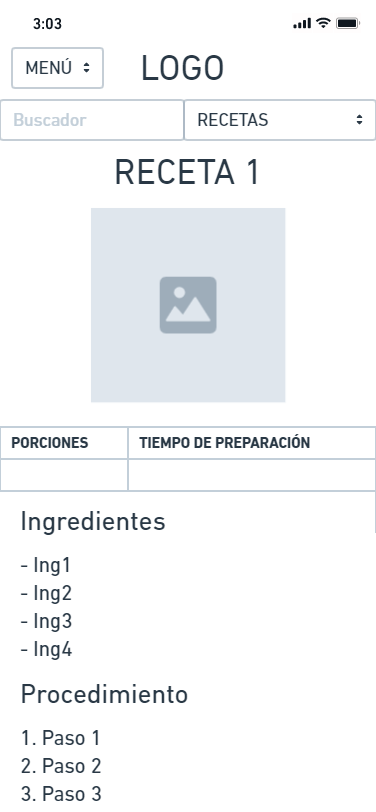 3:03
MENÚ
LOGO
Buscador
RECETAS
RECETA 1
PORCIONES
TIEMPO DE PREPARACIÓN
Ingredientes
- Ing1
- Ing2
- Ing3
- Ing4
Procedimiento
1. Paso 1
2. Paso 2
3. Paso 3